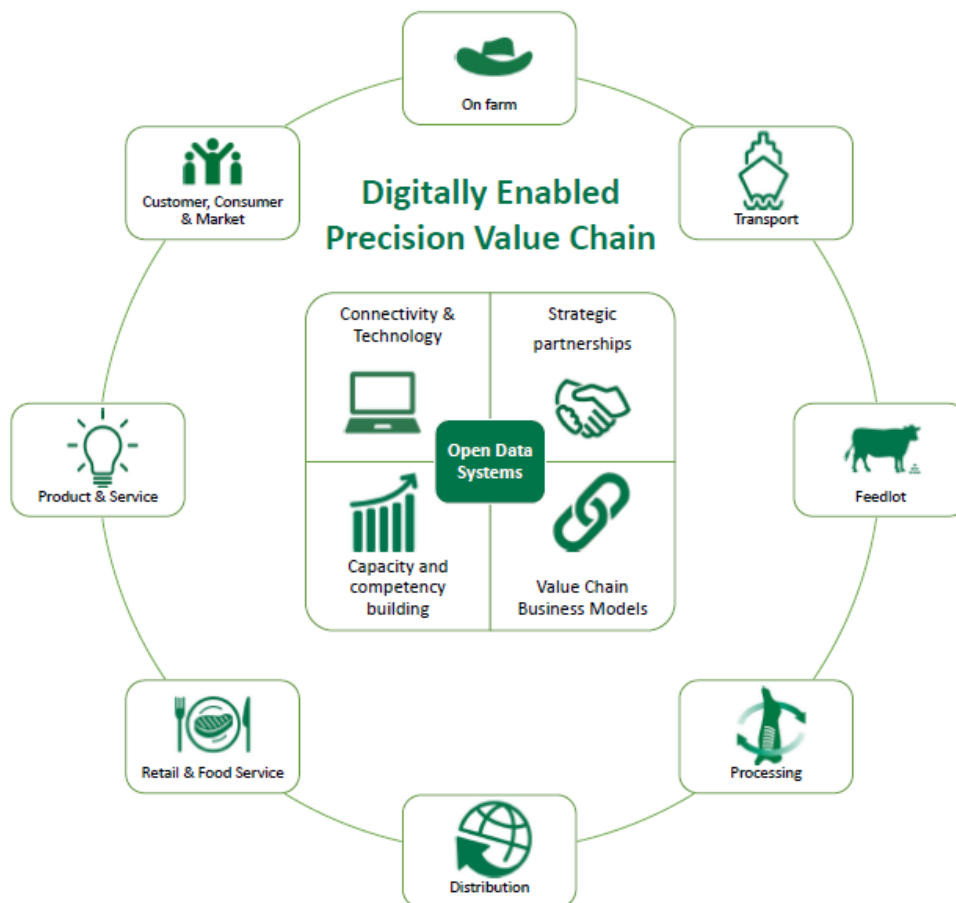 On farm
Customer, Consumer
& Market
Transport
Digitally Enabled
Precision Value Chain
Connectivity &
Technology
Strategic
partnerships
Open Data
Systems
Product & Service
Feedlot
Capacity and
competency
building
Value Chain
Business Models
Retail & Food Service
Processing
Distribution